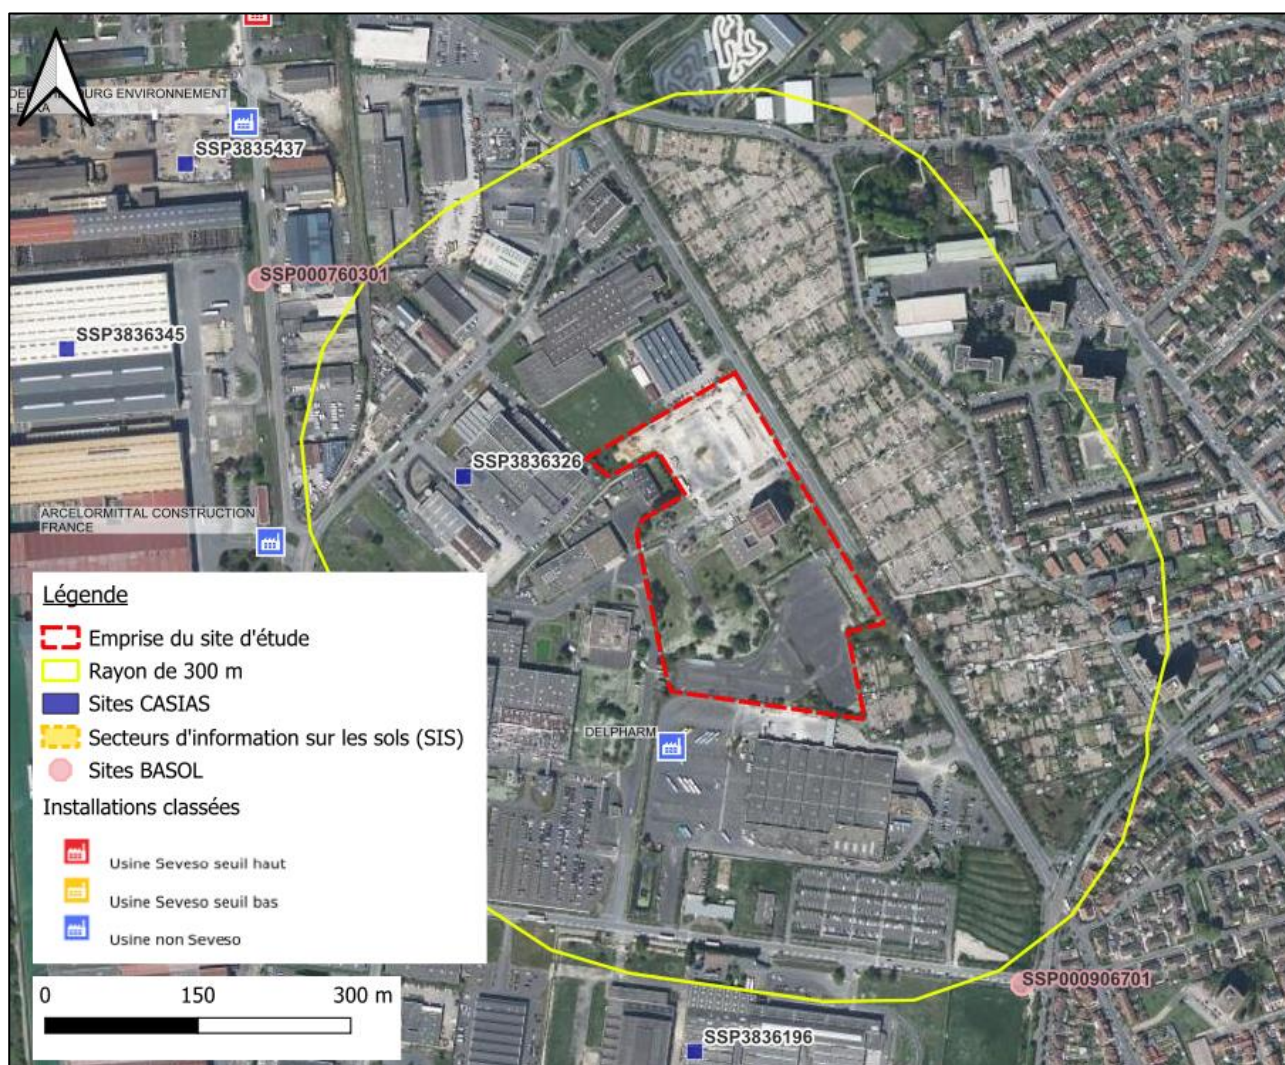 ENVIRONNEMENT
SSP3835437
SSP000760301
SSP3836345
SSP3836326
ARCELORMITTAL CONSTRUCTION
FRANCE
DELPHARM
SSP000906701
SSP3836196
Légende
Emprise du site d'étude
Rayon de 300 m
Sites CASIAS
Secteurs d'information sur les sols (SIS)
Sites BASOL
Installations classées
Usine Seveso seuil haut
Usine Seveso seuil bas
Usine non Seveso
0 150 300 m